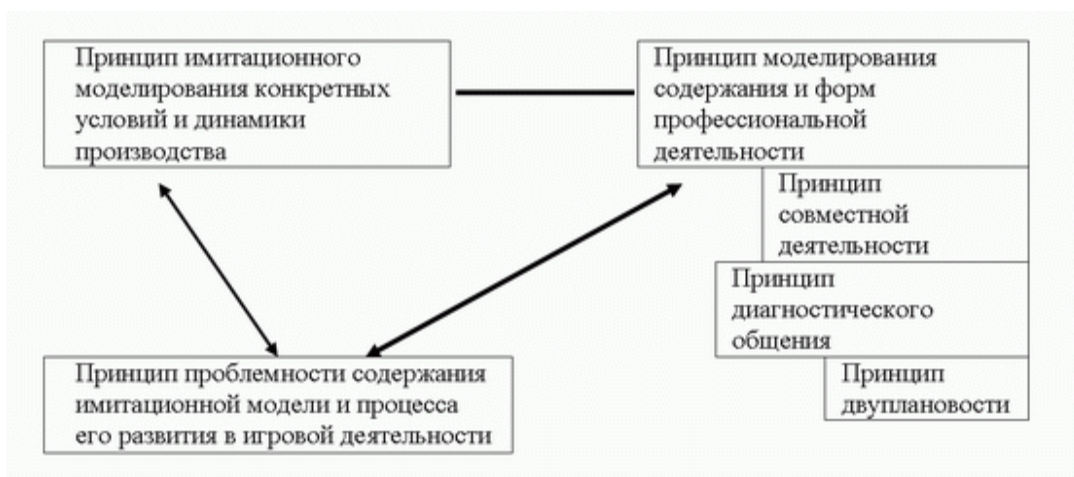 Принцип имитационного
моделирования конкретных
условий и динамики
производства
Принцип моделирования
содержания и форм
профессиональной
деятельности
Принцип
совместной
деятельности
Принцип
диагностического
общения
Принцип
двуплановости
Принцип проблемности содержания
имитационной модели и процесса
его развития в игровой деятельности